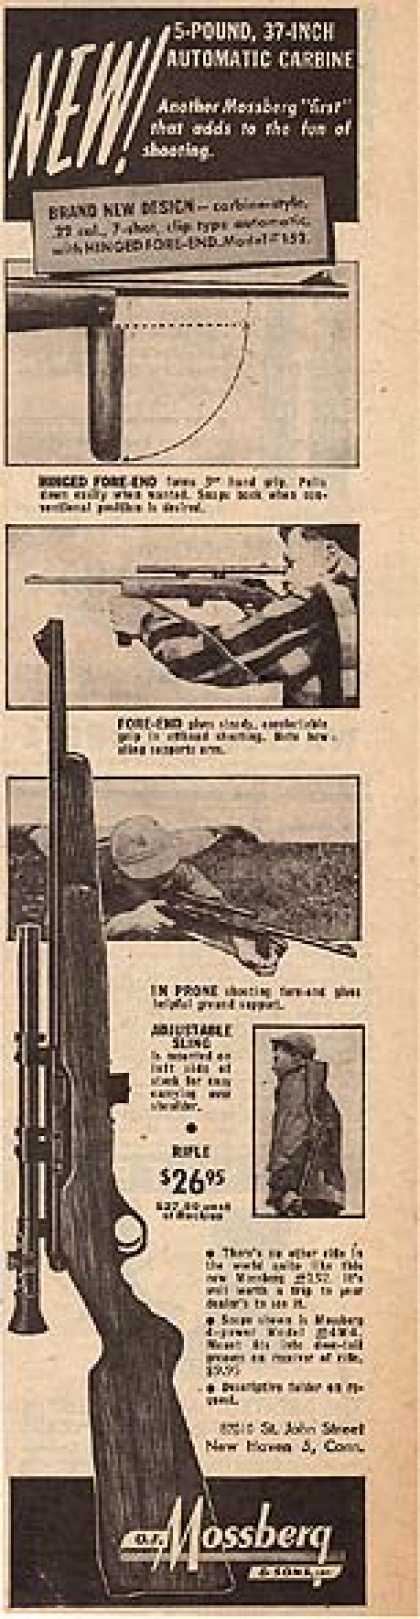 NEW!
5-POUND, 37-INCH
AUTOMATIC CARBINE
Another Mossberg "first"
that adds to the fun of
shooting.
BRAND NEW DESIGN — carbine-style,
22 cal., 7-shot, clip type automatic,
with HINGED FORE-END. Model #152.
HINGED FORE-END forms hand grip. Pulls
down easily when wanted. Snaps back when con-
ventional position is desired.
FORE-END gives steady, comfortable
grip in offhand shooting. Note how
sling supports arm.
IN PRONE shooting fore-end gives
helpful ground support.
ADJUSTABLE
SLING
is mounted on
left side of
stock for easy
carrying over
shoulder.
RIFLE
$26.95
west
of Rockies
● There's no other rifle in
the world quite like this
new Mossberg #152. It's
well worth a trip to your
dealer's to see it.
● Scope shown is Mossberg
4-power Model #4M4.
Mount fits into dove-tail
grooves on receiver of rifle.
$9.95
● Descriptive folder on re-
quest.
St. John Street
New Haven 5, Conn.
O.F. Mossberg
& SONS, INC.